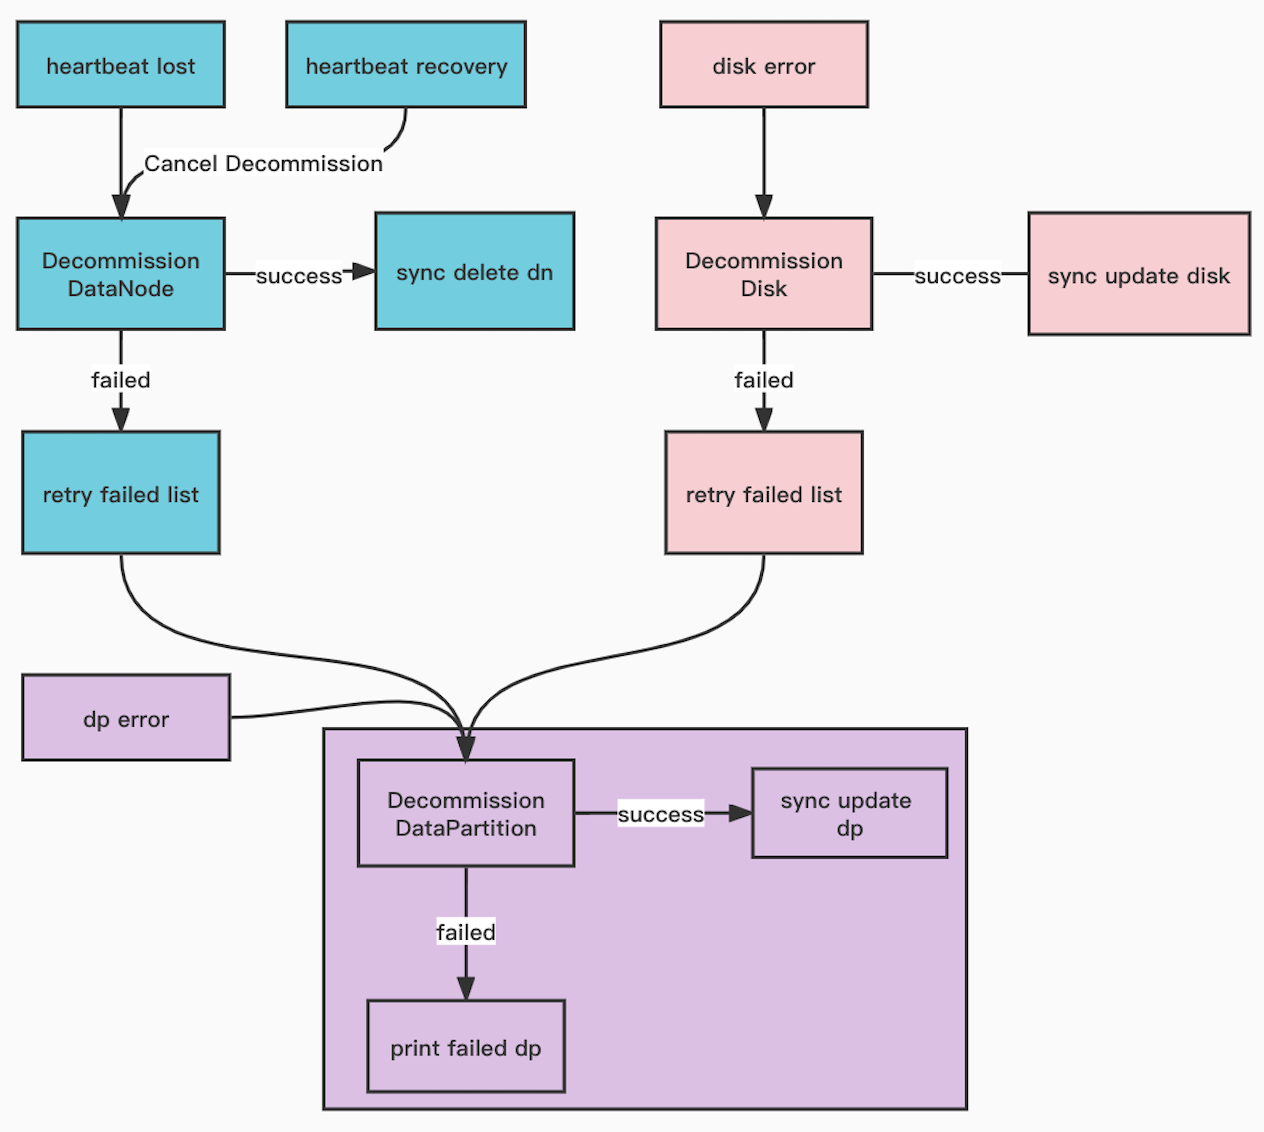 heartbeat lost
heartbeat recovery
disk error
Cancel Decommission
Decommission
DataNode
success
sync delete dn
Decommission
Disk
success
sync update disk
failed
failed
retry failed list
retry failed list
dp error
Decommission
DataPartition
success
sync update
dp
failed
print failed dp